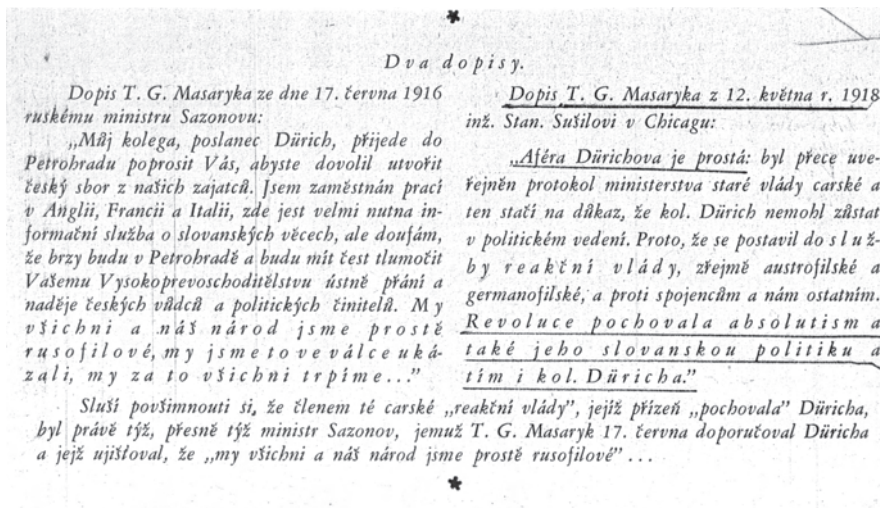 *
Dva dopisy.
Dopis T. G. Masaryka ze dne 17. června 1916
ruskému ministru Sazonovu:
„Můj kolega, poslanec Dürich, přijede do
Petrohradu poprosit Vás, abyste dovolil utvořit
český sbor z našich zajatců. Jsem zaměstnán prací
v Anglii, Francii a Italii, zde jest velmi nutna in-
formační služba o slovanských věcech, ale doufám,
že brzy budu v Petrohradě a budu mít čest tlumočit
Vašemu Vysokoprevoschoditělstvu ústně přání a
naděje českých vůdců a politických činitelů. My
všichni a náš národ jsme prostě
rusofilové, my jsme to ve válce uká-
zali, my za to všichni trpíme...”
Dopis T. G. Masaryka z 12. května r. 1918
inž. Stan. Sušilovi v Chicagu:
„Aféra Dürichova je prostá: byl přece uve-
řejněn protokol ministerstva staré vlády carské a
ten stačí na důkaz, že kol. Dürich nemohl zůstat
v politickém vedení. Proto, že se postavil do služ-
by reakční vlády, zřejmě austrofilské a
germanofilské, a proti spojencům a nám ostatním.
Revoluce pochovala absolutism a
také jeho slovanskou politiku a
tím i kol. Düricha.”
Sluší povšimnouti si, že členem té carské „reakční vlády”, jejíž přízeň „pochovala” Düricha,
byl právě týž, přesně týž ministr Sazonov, jemuž T. G. Masaryk 17. června doporučoval Düricha
a jejž ujišťoval, že „my všichni a náš národ jsme prostě rusofilové” ...
*